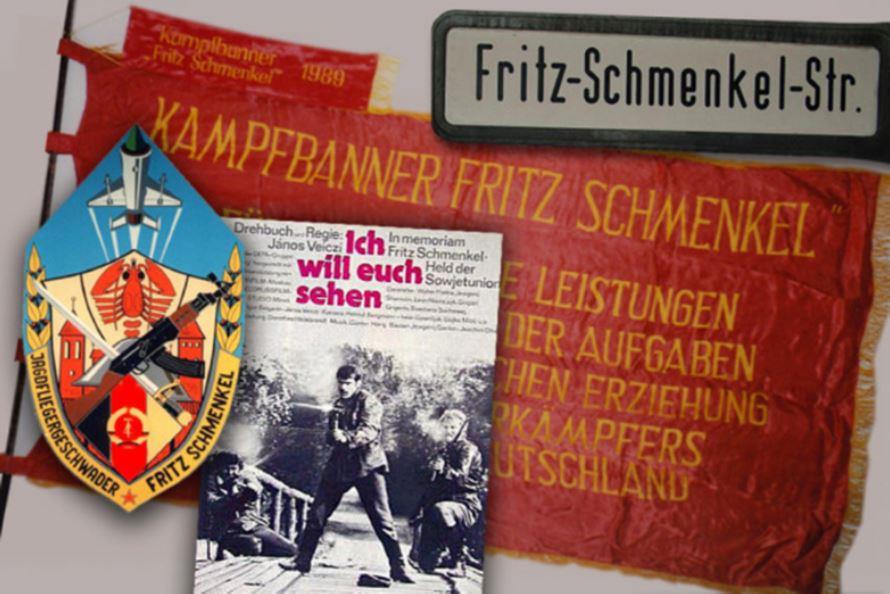 "Kampfbanner
"Fritz Schmenkel" 1989
Fritz-Schmenkel-Str.
KAMPFBANNER FRITZ SCHMENKEL"
E LEISTUNGEN
DER AUFGABEN
CHEN ERZIEHUNG
RKÄMPFERS
UTSCHLAND
JAGDFLIEGERGESCHWADER
FRITZ SCHMENKEL
Drehbuch und Regie:
János Veiczi
Ich
will euch
sehen
In memoriam
Fritz Schmenkel-
Held der
Sowjetunion